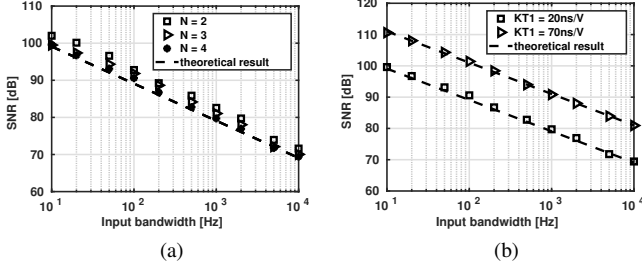 N = 2
N = 3
N = 4
theoretical result
SNR [dB]
110
100
90
80
70
60
10^1
10^2
10^3
10^4
Input bandwidth [Hz]
(a)
KT1 = 20ns/V
KT1 = 70ns/V
theoretical result
SNR [dB]
120
110
100
90
80
70
60
10^1
10^2
10^3
10^4
Input bandwidth [Hz]
(b)